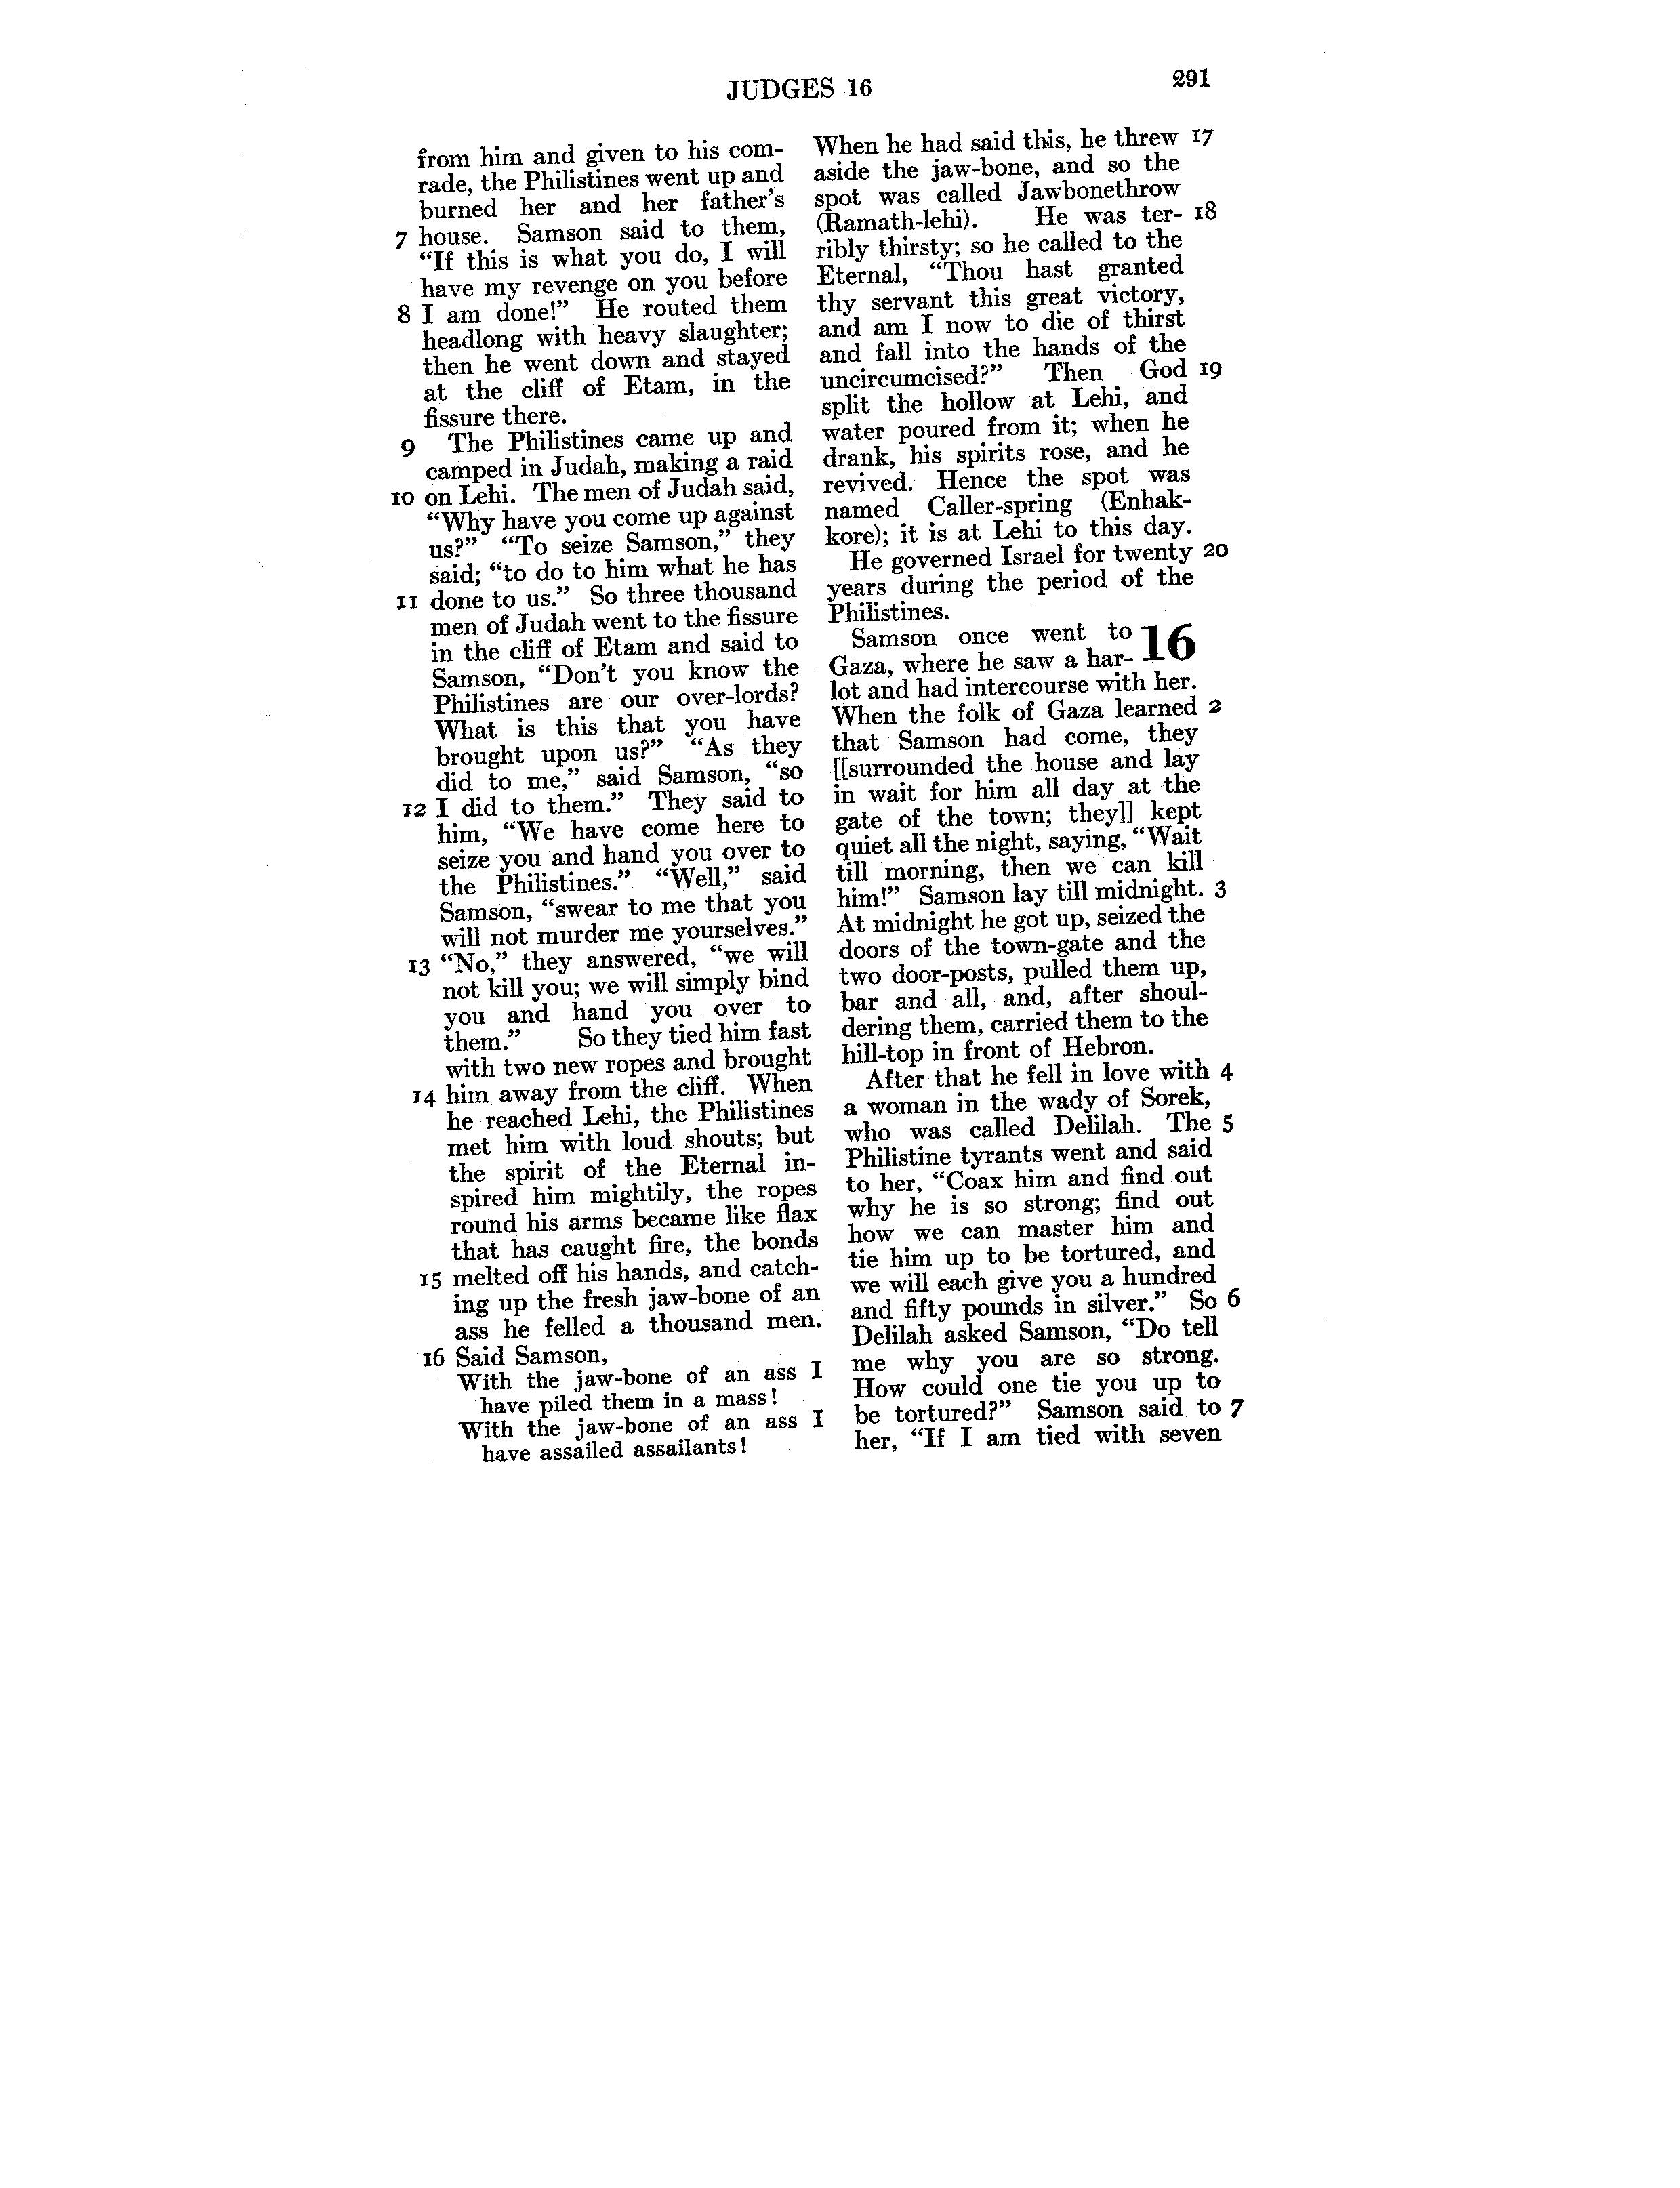 JUDGES 16
291
from him and given to his com-
rade, the Philistines went up and
burned her and her father's
7 house. Samson said to them,
“If this is what you do, I will
have my revenge on you before
8 I am done!” He routed them
headlong with heavy slaughter;
then he went down and stayed
at the cliff of Etam, in the
fissure there.
9 The Philistines came up and
camped in Judah, making a raid
10 on Lehi. The men of Judah said,
“Why have you come up against
us?” “To seize Samson,” they
said; “to do to him what he has
11 done to us.” So three thousand
men of Judah went to the fissure
in the cliff of Etam and said to
Samson, “Don't you know the
Philistines are our over-lords?
What is this that you have
brought upon us?” “As they
did to me,” said Samson, “so
12 I did to them.” They said to
him, “We have come here to
seize you and hand you over to
the Philistines.” “Well,” said
Samson, “swear to me that you
will not murder me yourselves.”
13 “No,” they answered, “we will
not kill you; we will simply bind
you and hand you over to
them.” So they tied him fast
with two new ropes and brought
14 him away from the cliff. When
he reached Lehi, the Philistines
met him with loud shouts; but
the spirit of the Eternal in-
spired him mightily, the ropes
round his arms became like flax
that has caught fire, the bonds
15 melted off his hands, and catch-
ing up the fresh jaw-bone of an
ass he felled a thousand men.
16 Said Samson,
With the jaw-bone of an ass I
have piled them in a mass!
With the jaw-bone of an ass I
have assailed assailants!
When he had said this, he threw 17
aside the jaw-bone, and so the
spot was called Jawbonethrow
(Ramath-lehi). He was ter- 18
ribly thirsty; so he called to the
Eternal, “Thou hast granted
thy servant this great victory,
and am I now to die of thirst
and fall into the hands of the
uncircumcised?” Then God 19
split the hollow at Lehi, and
water poured from it; when he
drank, his spirits rose, and he
revived. Hence the spot was
named Caller-spring (Enhak-
kore); it is at Lehi to this day.
He governed Israel for twenty 20
years during the period of the
Philistines.
Samson once went to 16
Gaza, where he saw a har-
lot and had intercourse with her.
When the folk of Gaza learned 2
that Samson had come, they
[[surrounded the house and lay
in wait for him all day at the
gate of the town; they]] kept
quiet all the night, saying, “Wait
till morning, then we can kill
him!” Samson lay till midnight. 3
At midnight he got up, seized the
doors of the town-gate and the
two door-posts, pulled them up,
bar and all, and, after shoul-
dering them, carried them to the
hill-top in front of Hebron.
After that he fell in love with 4
a woman in the wady of Sorek,
who was called Delilah. The 5
Philistine tyrants went and said
to her, “Coax him and find out
why he is so strong; find out
how we can master him and
tie him up to be tortured, and
we will each give you a hundred
and fifty pounds in silver.” So 6
Delilah asked Samson, “Do tell
me why you are so strong.
How could one tie you up to
be tortured?” Samson said to 7
her, “If I am tied with seven